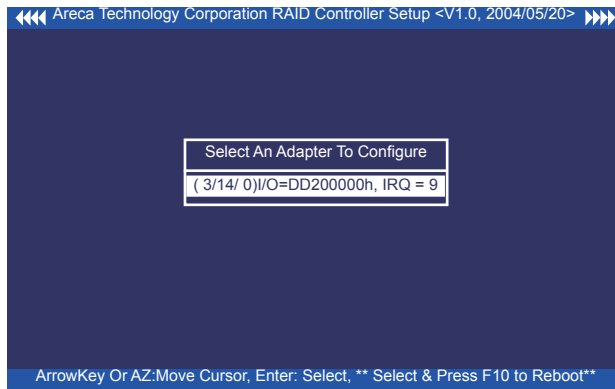 Areca Technology Corporation RAID Controller Setup <V1.0, 2004/05/20>
Select An Adapter To Configure
( 3/14/ 0)I/O=DD200000h, IRQ = 9
ArrowKey Or AZ:Move Cursor, Enter: Select, ** Select & Press F10 to Reboot**